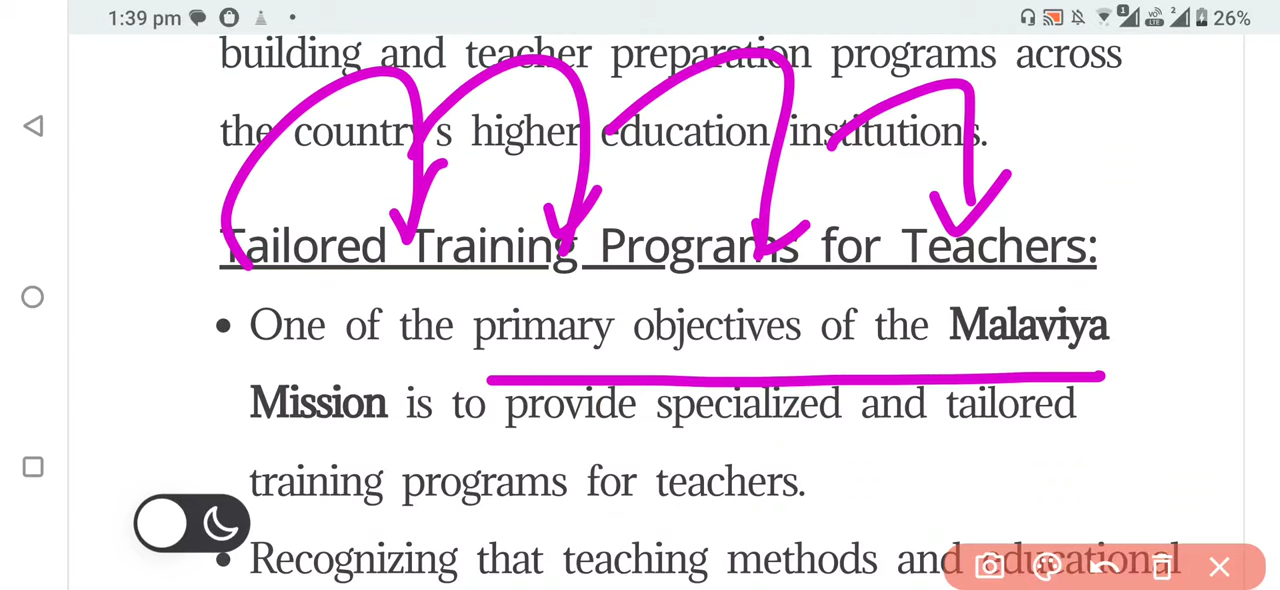 1:39 pm 26%
building and teacher preparation programs across
the country's higher education institutions.
Tailored Training Programs for Teachers:
• One of the primary objectives of the Malaviya
Mission is to provide specialized and tailored
training programs for teachers.
• Recognizing that teaching methods and educational